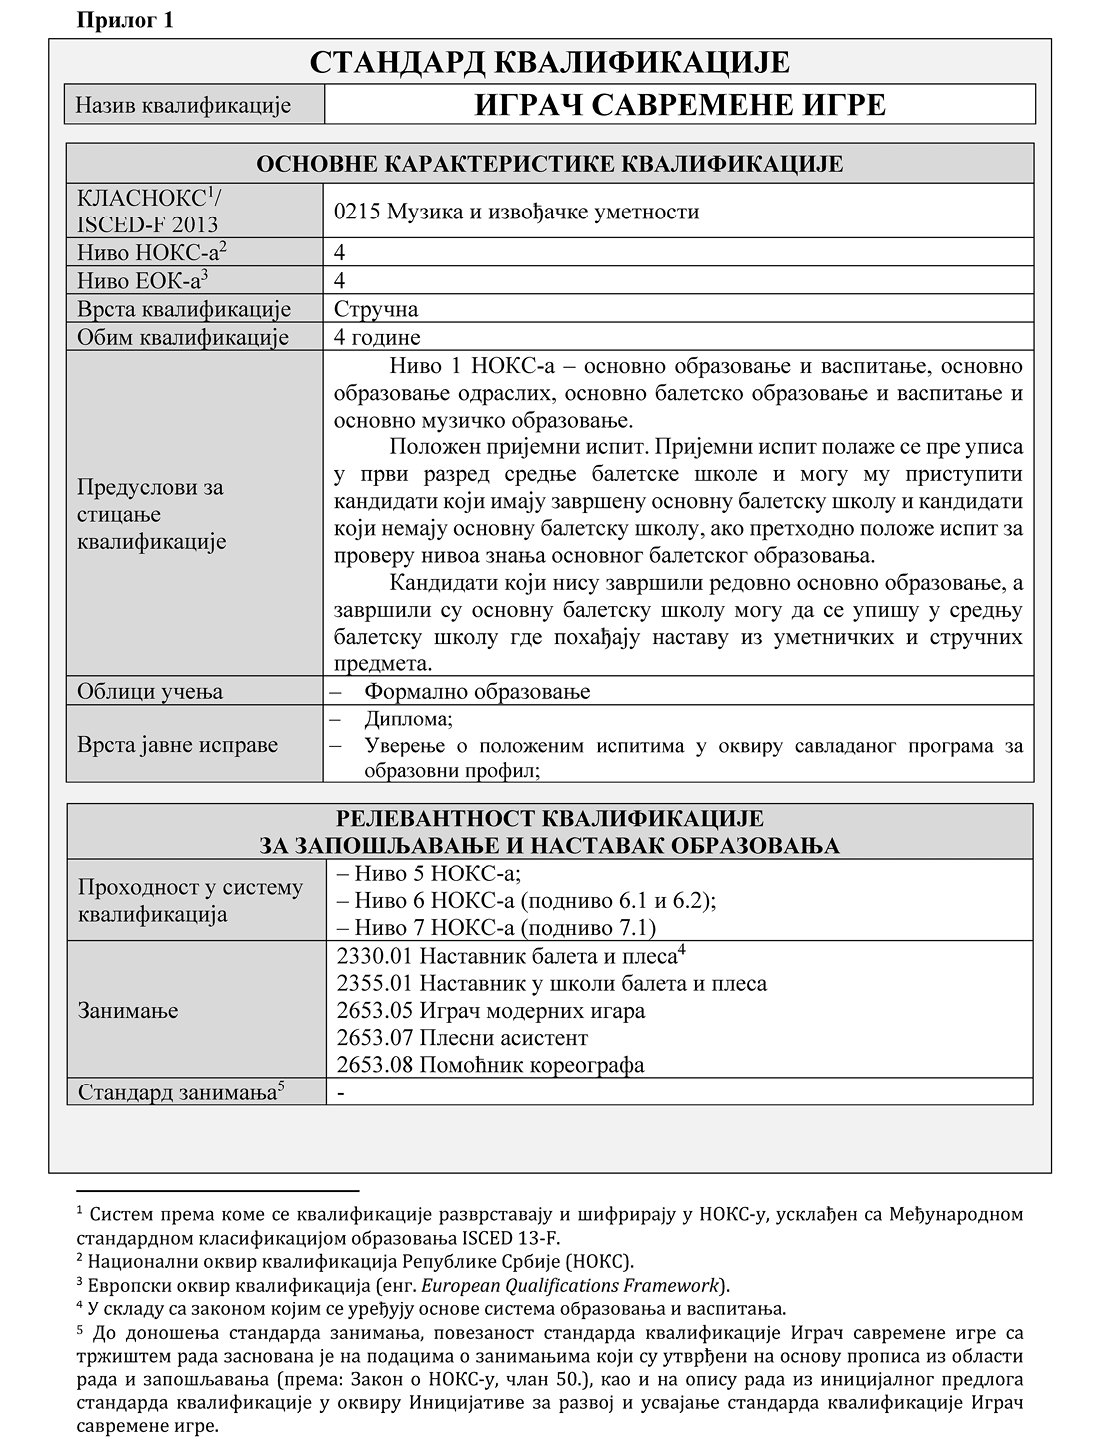 Прилог 1
СТАНДАРД КВАЛИФИКАЦИЈЕ
Назив квалификације
ИГРАЧ САВРЕМЕНЕ ИГРЕ
ОСНОВНЕ КАРАКТЕРИСТИКЕ КВАЛИФИКАЦИЈЕ
КЛАСНОКС1/
ISCED-F 2013
0215 Музика и извођачке уметности
Ниво НОКС-а2
4
Ниво ЕОК-а3
4
Врста квалификације
Стручна
Обим квалификације
4 године
Предуслови за
стицање
квалификације
Ниво 1 НОКС-а – основно образовање и васпитање, основно
образовање одраслих, основно балетско образовање и васпитање и
основно музичко образовање.
Положен пријемни испит. Пријемни испит полаже се пре уписа
у први разред средње балетске школе и могу му приступити
кандидати који имају завршену основну балетску школу и кандидати
који немају основну балетску школу, ако претходно положе испит за
проверу нивоа знања основног балетског образовања.
Кандидати који нису завршили редовно основно образовање, а
завршили су основну балетску школу могу да се упишу у средњу
балетску школу где похађају наставу из уметничких и стручних
предмета.
Облици учења
– Формално образовање
Врста јавне исправе
– Диплома;
– Уверење о положеним испитима у оквиру савладаног програма за
образовни профил;
РЕЛЕВАНТНОСТ КВАЛИФИКАЦИЈЕ
ЗА ЗАПОШЉАВАЊЕ И НАСТАВАК ОБРАЗОВАЊА
Проходност у систему
квалификација
– Ниво 5 НОКС-а;
– Ниво 6 НОКС-а (подниво 6.1 и 6.2);
– Ниво 7 НОКС-а (подниво 7.1)
Занимање
2330.01 Наставник балета и плеса4
2355.01 Наставник у школи балета и плеса
2653.05 Играч модерних игара
2653.07 Плесни асистент
2653.08 Помоћник кореографа
Стандард занимања5
-
1 Систем према коме се квалификације разврставају и шифрирају у НОКС-у, усклађен са Међународном
стандардном класификацијом образовања ISCED 13-F.
2 Национални оквир квалификација Републике Србије (НОКС).
3 Европски оквир квалификација (енг. European Qualifications Framework).
4 У складу са законом којим се уређују основе система образовања и васпитања.
5 До доношења стандарда занимања, повезаност стандарда квалификације Играч савремене игре са
тржиштем рада заснована је на подацима о занимањима који су утврђени на основу прописа из области
рада и запошљавања (према: Закон о НОКС-у, члан 50.), као и на опису рада из иницијалног предлога
стандарда квалификације у оквиру Иницијативе за развој и усвајање стандарда квалификације Играч
савремене игре.